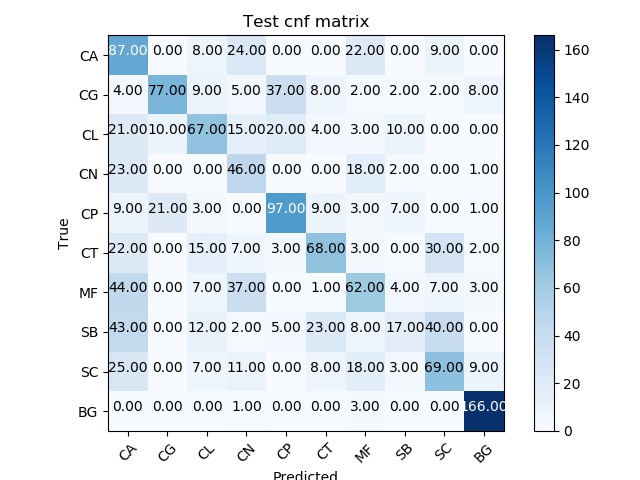 Test cnf matrix
CA 87.00 0.00 8.00 24.00 0.00 0.00 22.00 0.00 9.00 0.00
CG 4.00 77.00 9.00 5.00 37.00 8.00 2.00 2.00 2.00 8.00
CL 21.00 10.00 67.00 15.00 20.00 4.00 3.00 10.00 0.00 0.00
CN 23.00 0.00 0.00 46.00 0.00 0.00 18.00 2.00 0.00 1.00
CP 9.00 21.00 3.00 0.00 97.00 9.00 3.00 7.00 0.00 1.00
CT 22.00 0.00 15.00 7.00 3.00 68.00 3.00 0.00 30.00 2.00
MF 44.00 0.00 7.00 37.00 0.00 1.00 62.00 4.00 7.00 3.00
SB 43.00 0.00 12.00 2.00 5.00 23.00 8.00 17.00 40.00 0.00
SC 25.00 0.00 7.00 11.00 0.00 8.00 18.00 3.00 69.00 9.00
BG 0.00 0.00 0.00 1.00 0.00 0.00 3.00 0.00 0.00 166.00
CA CG CL CN CP CT MF SB SC BG
Predicted
True
160
140
120
100
80
60
40
20
0